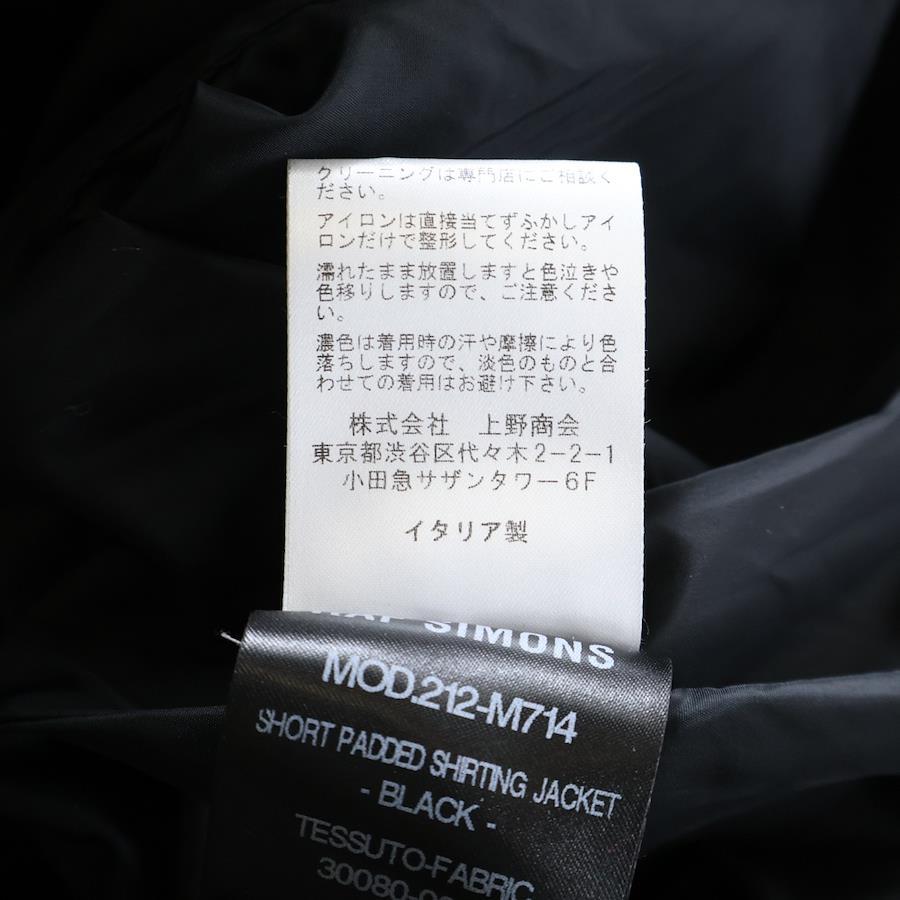 クリーニングは専門店にご相談く
ださい。
アイロンは直接当てずふかしアイ
ロンだけで整形してください。
濡れたまま放置しますと色泣きや
色移りしますので、ご注意くださ
い。
濃色は着用時の汗や摩擦により色
落ちしますので、淡色のものと合
わせての着用はお避け下さい。
株式会社 上野商会
東京都渋谷区代々木2-2-1
小田急サザンタワー6F
イタリア製
RAF SIMONS
MOD.212-M714
SHORT PADDED SHIRTING JACKET
- BLACK -
TESSUTO-FABRIC